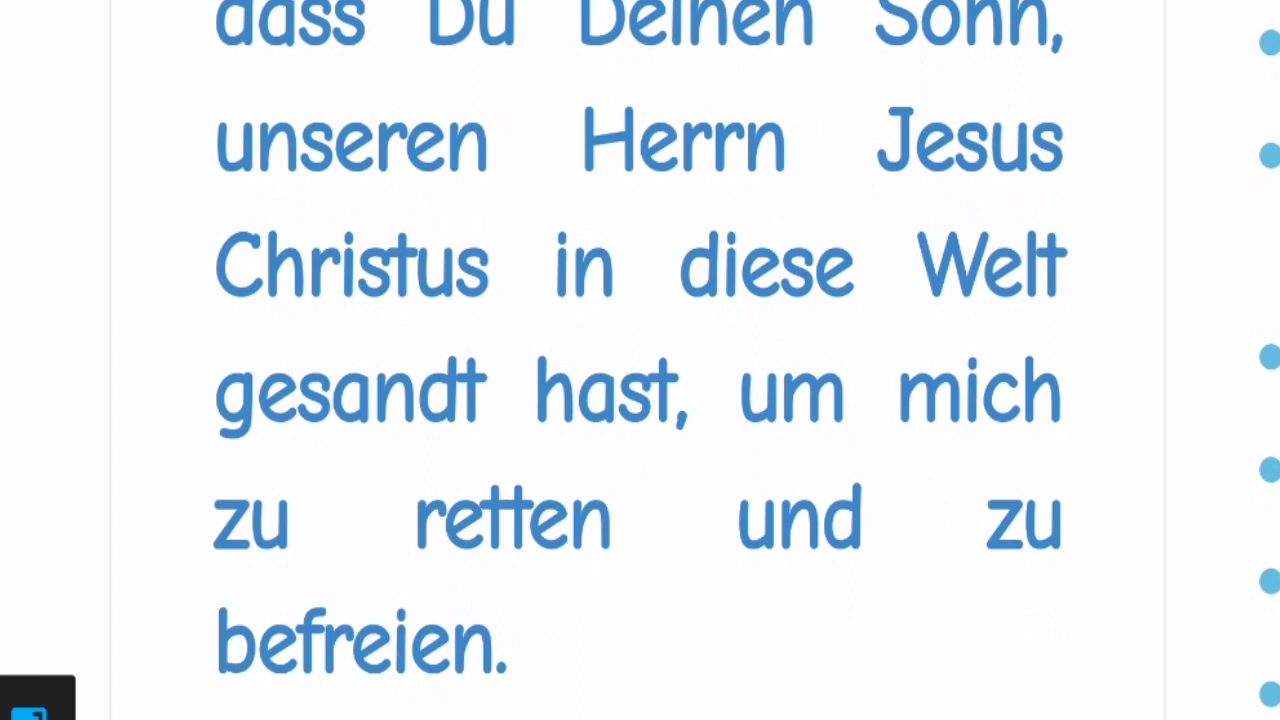 dass Du Deinen Sohn,
unseren Herrn Jesus
Christus in diese Welt
gesandt hast, um mich
zu retten und zu
befreien.